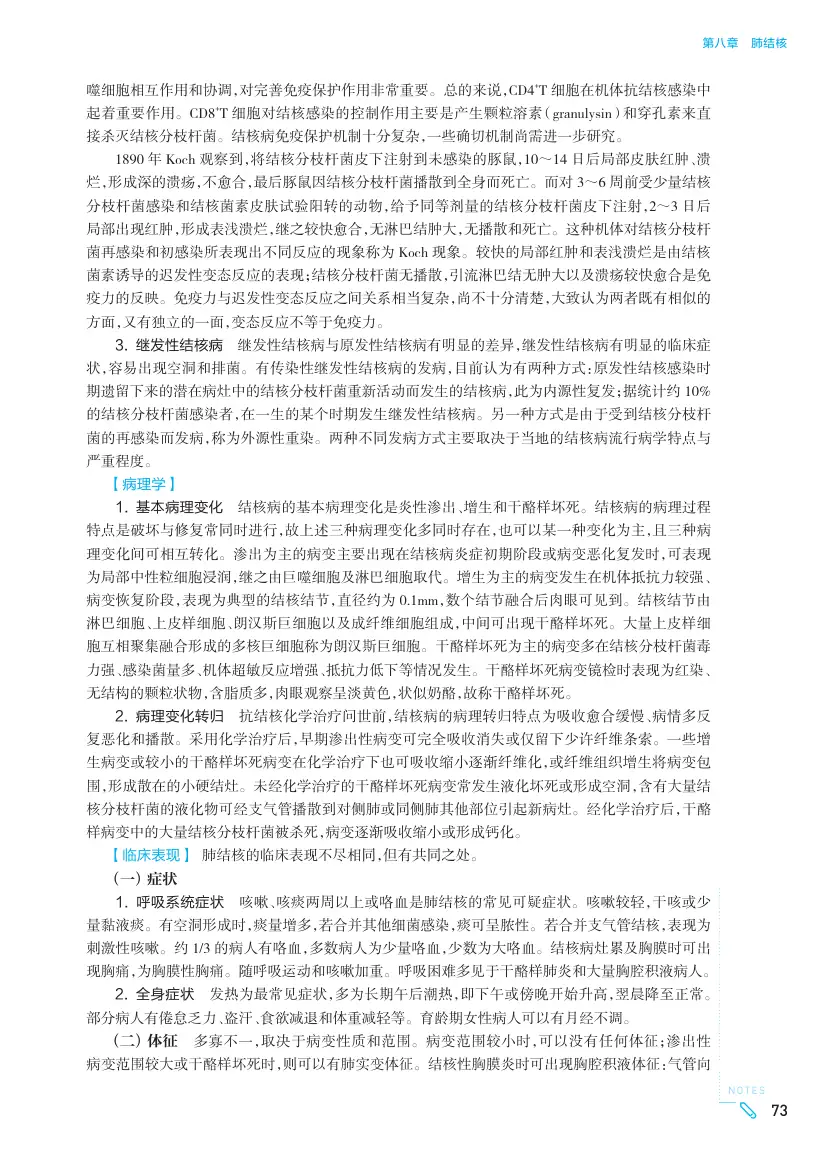 第八章 肺结核
噬细胞相互作用和协调,对完善免疫保护作用非常重要。总的来说,CD4⁺T 细胞在机体抗结核感染中
起着重要作用。CD8⁺T 细胞对结核感染的控制作用主要是产生颗粒溶素（granulysin）和穿孔素来直
接杀灭结核分枝杆菌。结核病免疫保护机制十分复杂,一些确切机制尚需进一步研究。
1890 年 Koch 观察到,将结核分枝杆菌皮下注射到未感染的豚鼠,10～14 日后局部皮肤红肿、溃
烂,形成深的溃疡,不愈合,最后豚鼠因结核分枝杆菌播散到全身而死亡。而对 3～6 周前受少量结核
分枝杆菌感染和结核菌素皮肤试验阳转的动物,给予同等剂量的结核分枝杆菌皮下注射,2～3 日后
局部出现红肿,形成表浅溃烂,继之较快愈合,无淋巴结肿大,无播散和死亡。这种机体对结核分枝杆
菌再感染和初感染所表现出不同反应的现象称为 Koch 现象。较快的局部红肿和表浅溃烂是由结核
菌素诱导的迟发性变态反应的表现;结核分枝杆菌无播散,引流淋巴结无肿大以及溃疡较快愈合是免
疫力的反映。免疫力与迟发性变态反应之间关系相当复杂,尚不十分清楚,大致认为两者既有相似的
方面,又有独立的一面,变态反应不等于免疫力。
3. 继发性结核病 继发性结核病与原发性结核病有明显的差异,继发性结核病有明显的临床症
状,容易出现空洞和排菌。有传染性继发性结核病的发病,目前认为有两种方式:原发性结核感染时
期遗留下来的潜在病灶中的结核分枝杆菌重新活动而发生的结核病,此为内源性复发;据统计约 10%
的结核分枝杆菌感染者,在一生的某个时期发生继发性结核病。另一种方式是由于受到结核分枝杆
菌的再感染而发病,称为外源性重染。两种不同发病方式主要取决于当地的结核病流行病学特点与
严重程度。
【病理学】
1. 基本病理变化 结核病的基本病理变化是炎性渗出、增生和干酪样坏死。结核病的病理过程
特点是破坏与修复常同时进行,故上述三种病理变化多同时存在,也可以某一种变化为主,且三种病
理变化间可相互转化。渗出为主的病变主要出现在结核病炎症初期阶段或病变恶化复发时,可表现
为局部中性粒细胞浸润,继之由巨噬细胞及淋巴细胞取代。增生为主的病变发生在机体抵抗力较强、
病变恢复阶段,表现为典型的结核结节,直径约为 0.1mm,数个结节融合后肉眼可见到。结核结节由
淋巴细胞、上皮样细胞、朗汉斯巨细胞以及成纤维细胞组成,中间可出现干酪样坏死。大量上皮样细
胞互相聚集融合形成的多核巨细胞称为朗汉斯巨细胞。干酪样坏死为主的病变多在结核分枝杆菌毒
力强、感染菌量多、机体超敏反应增强、抵抗力低下等情况发生。干酪样坏死病变镜检时表现为红染、
无结构的颗粒状物,含脂质多,肉眼观察呈淡黄色,状似奶酪,故称干酪样坏死。
2. 病理变化转归 抗结核化学治疗问世前,结核病的病理转归特点为吸收愈合缓慢、病情多反
复恶化和播散。采用化学治疗后,早期渗出性病变可完全吸收消失或仅留下少许纤维条索。一些增
生病变或较小的干酪样坏死病变在化学治疗下也可吸收缩小逐渐纤维化,或纤维组织增生将病变包
围,形成散在的小硬结灶。未经化学治疗的干酪样坏死病变常发生液化坏死或形成空洞,含有大量结
核分枝杆菌的液化物可经支气管播散到对侧肺或同侧肺其他部位引起新病灶。经化学治疗后,干酪
样病变中的大量结核分枝杆菌被杀死,病变逐渐吸收缩小或形成钙化。
【临床表现】 肺结核的临床表现不尽相同,但有共同之处。
（一）症状
1. 呼吸系统症状 咳嗽、咳痰两周以上或咯血是肺结核的常见可疑症状。咳嗽较轻,干咳或少
量黏液痰。有空洞形成时,痰量增多,若合并其他细菌感染,痰可呈脓性。若合并支气管结核,表现为
刺激性咳嗽。约 1/3 的病人有咯血,多数病人为少量咯血,少数为大咯血。结核病灶累及胸膜时可出
现胸痛,为胸膜性胸痛。随呼吸运动和咳嗽加重。呼吸困难多见于干酪样肺炎和大量胸腔积液病人。
2. 全身症状 发热为最常见症状,多为长期午后潮热,即下午或傍晚开始升高,翌晨降至正常。
部分病人有倦怠乏力、盗汗、食欲减退和体重减轻等。育龄期女性病人可以有月经不调。
（二）体征 多寡不一,取决于病变性质和范围。病变范围较小时,可以没有任何体征;渗出性
病变范围较大或干酪样坏死时,则可以有肺实变体征。结核性胸膜炎时可出现胸腔积液体征:气管向
NOTES
73